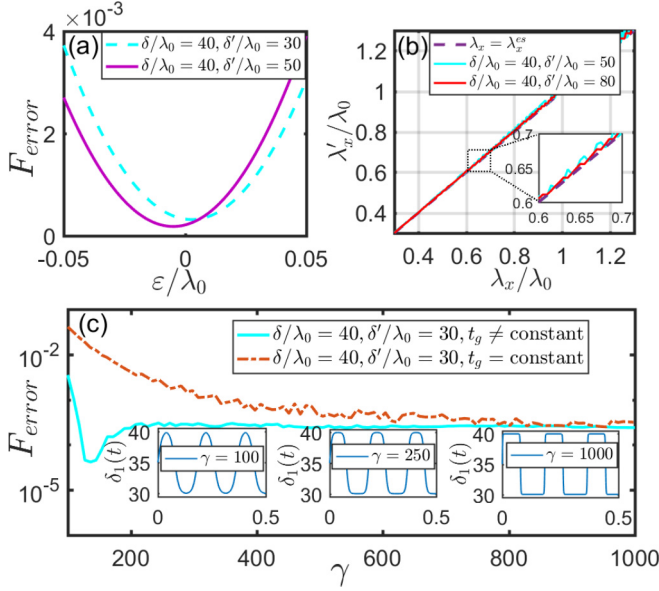 ×10⁻³
(a)
δ/λ₀ = 40, δ′/λ₀ = 30
δ/λ₀ = 40, δ′/λ₀ = 50
4
2
0
F_error
-0.05
0
0.05
ε/λ₀
(b)
λₓ = λₓᵉˢ
δ/λ₀ = 40, δ′/λ₀ = 50
δ/λ₀ = 40, δ′/λ₀ = 80
1.2
1
0.8
0.6
0.4
λ′ₓ/λ₀
0.7
0.65
0.6
0.6
0.65
0.7
0.4
0.6
0.8
1
1.2
λₓ/λ₀
(c)
δ/λ₀ = 40, δ′/λ₀ = 30, t_g ≠ constant
δ/λ₀ = 40, δ′/λ₀ = 30, t_g = constant
10⁻²
10⁻⁵
F_error
δ₁(t)
40
35
30
γ = 100
0
0.5
δ₁(t)
40
35
30
γ = 250
0
0.5
δ₁(t)
40
35
30
γ = 1000
0
0.5
200
400
600
800
1000
γ